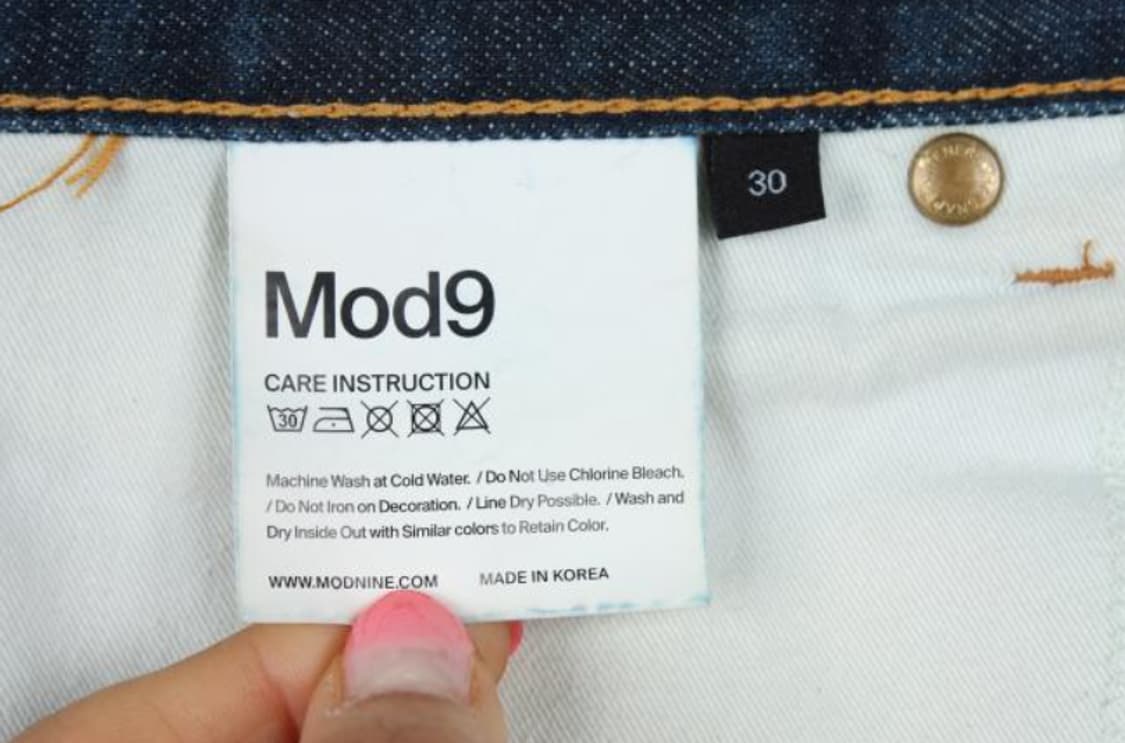 30
Mod9
CARE INSTRUCTION
30
Machine Wash at Cold Water. / Do Not Use Chlorine Bleach.
/ Do Not Iron on Decoration. / Line Dry Possible. / Wash and
Dry Inside Out with Similar colors to Retain Color.
WWW.MODNINE.COM MADE IN KOREA